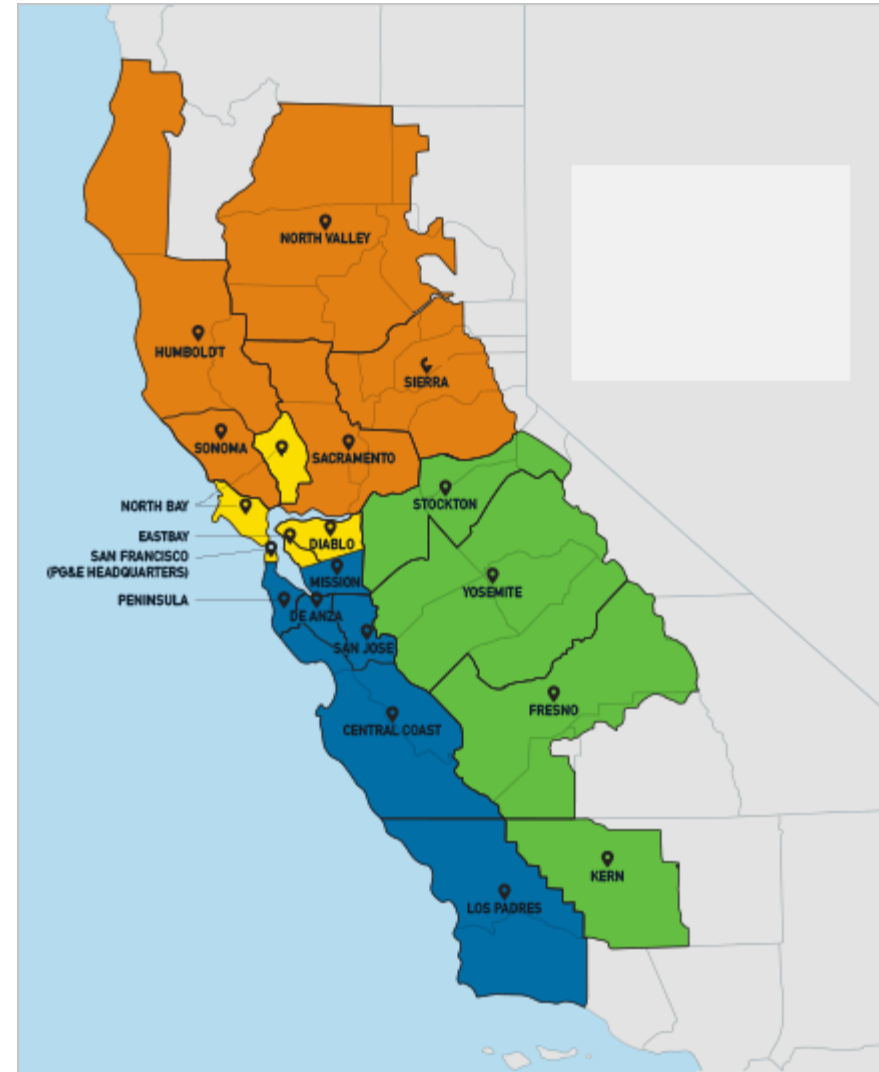 NORTH VALLEY
HUMBOLDT
SIERRA
SONOMA
SACRAMENTO
NORTH BAY
STOCKTON
EASTBAY
DIABLO
SAN FRANCISCO
(PG&E HEADQUARTERS)
MISSION
YOSEMITE
PENINSULA
DE ANZA
SAN JOSE
FRESNO
CENTRAL COAST
KERN
LOS PADRES